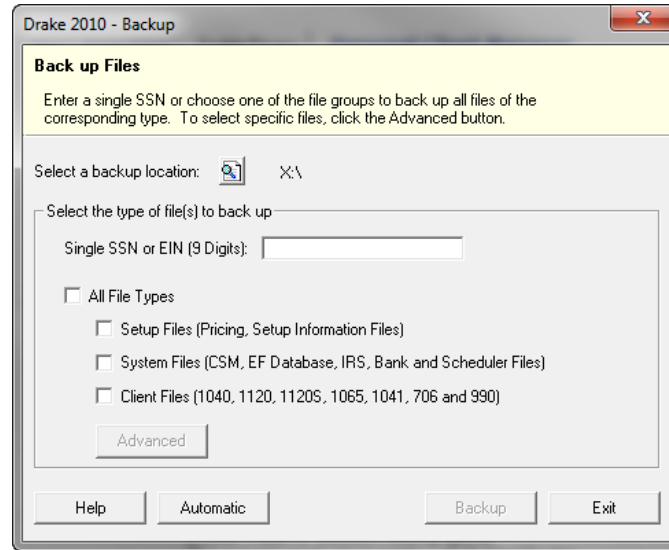 Drake 2010 - Backup
Back up Files
Enter a single SSN or choose one of the file groups to back up all files of the
corresponding type. To select specific files, click the Advanced button.
Select a backup location: X:\
Select the type of file(s) to back up
Single SSN or EIN (9 Digits):
All File Types
Setup Files (Pricing, Setup Information Files)
System Files (CSM, EF Database, IRS, Bank and Scheduler Files)
Client Files (1040, 1120, 1120S, 1065, 1041, 706 and 990)
Advanced
Help Automatic Backup Exit